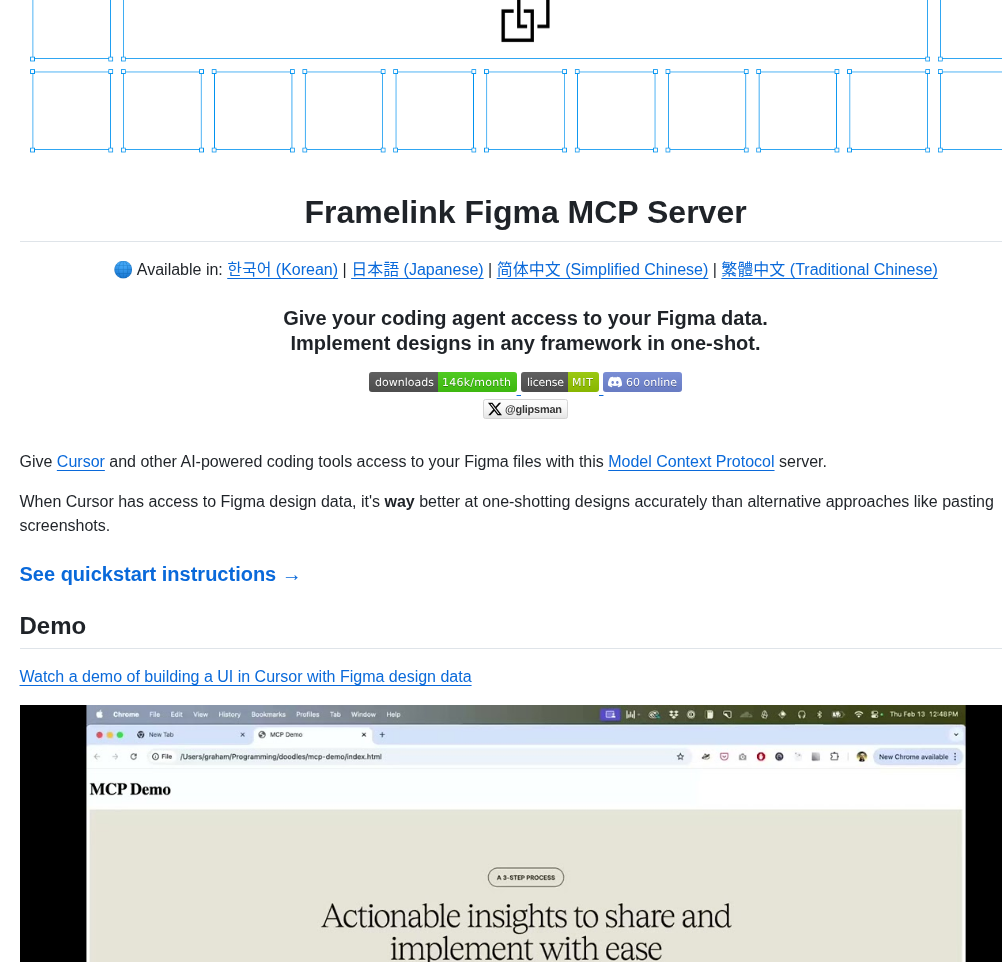 Framelink Figma MCP Server
Available in: 한국어 (Korean) | 日本語 (Japanese) | 简体中文 (Simplified Chinese) | 繁體中文 (Traditional Chinese)
Give your coding agent access to your Figma data.
Implement designs in any framework in one-shot.
downloads 146k/month license MIT 60 online
@glipsman
Give Cursor and other AI-powered coding tools access to your Figma files with this Model Context Protocol server.
When Cursor has access to Figma design data, it's way better at one-shotting designs accurately than alternative approaches like pasting
screenshots.
See quickstart instructions →
Demo
Watch a demo of building a UI in Cursor with Figma design data
Chrome File Edit View History Bookmarks Profiles Tab Window Help Thu Feb 13 12:48 PM
New Tab MCP Demo
File /Users/graham/Programming/doodles/mcp-demo/index.html New Chrome available
MCP Demo
A 3-STEP PROCESS
Actionable insights to share and
implement with ease